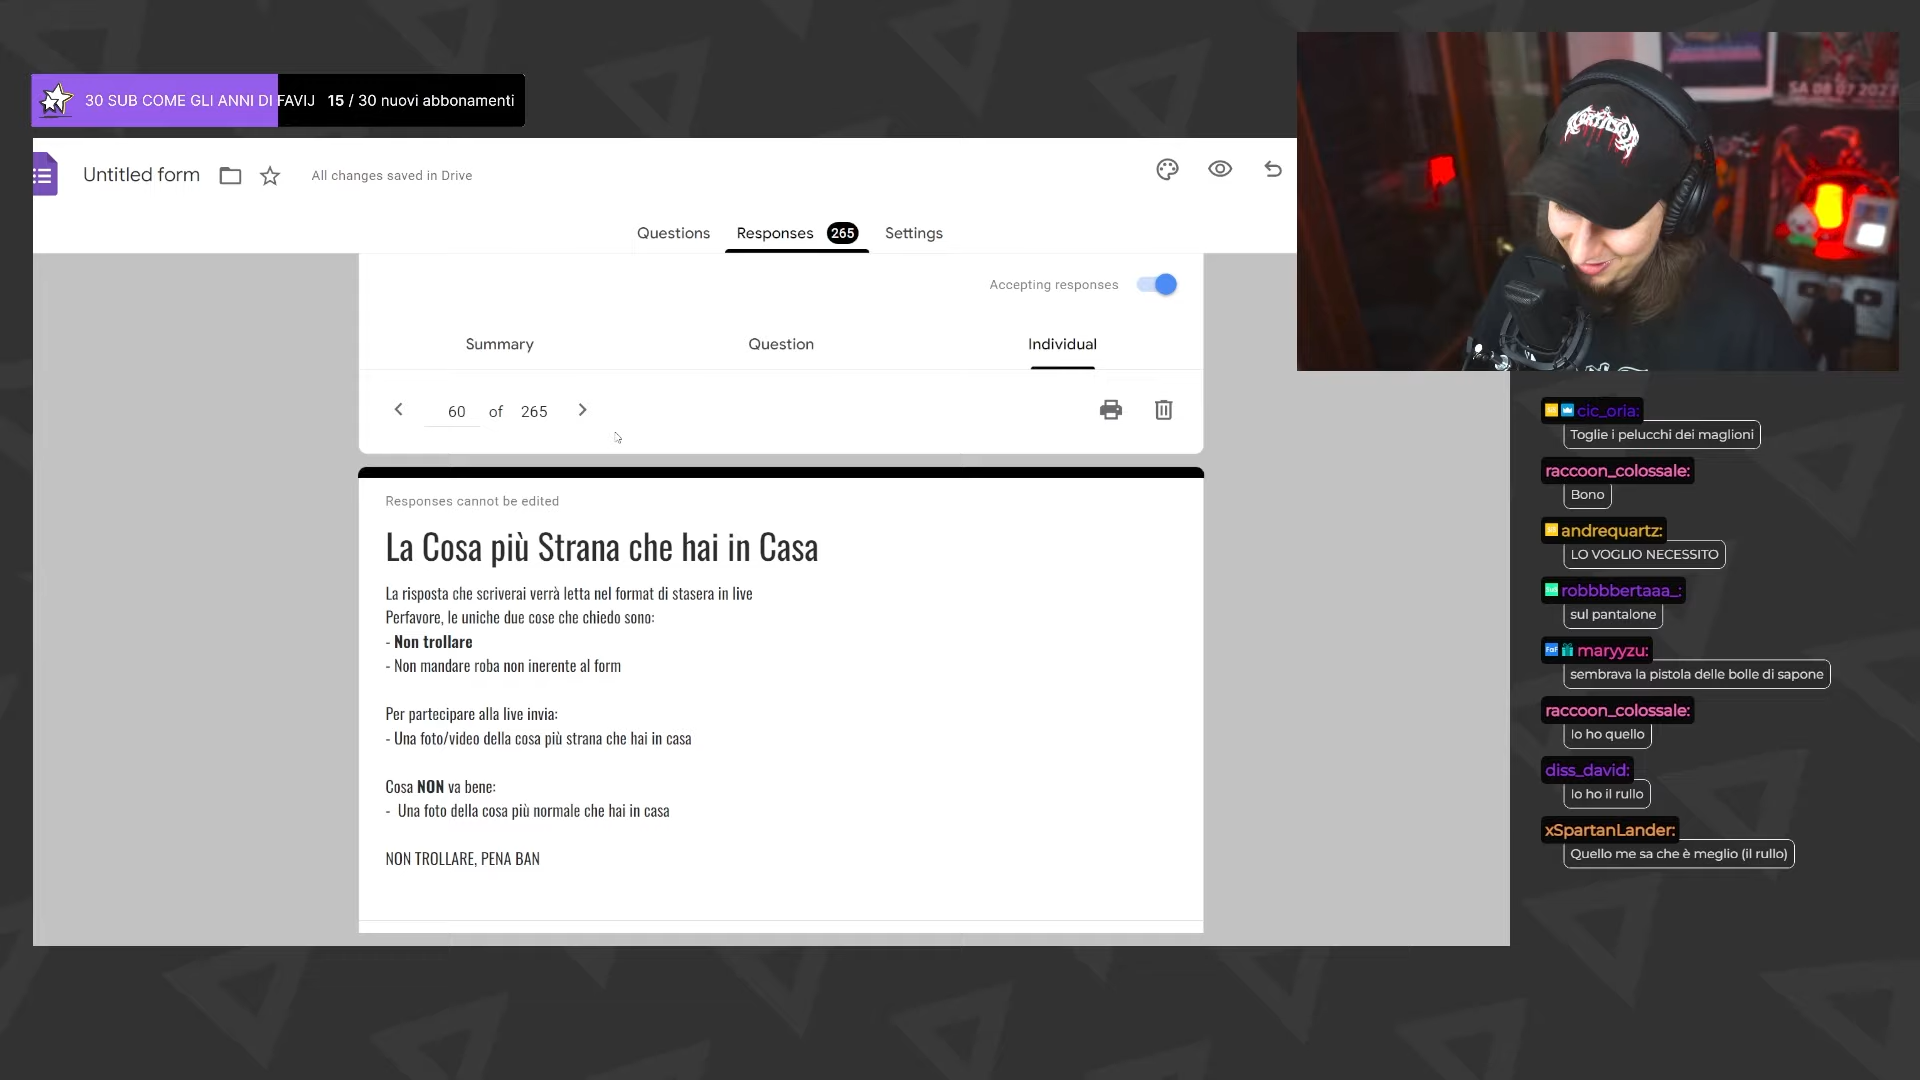 30 SUB COME GLI ANNI DI FAVIJ 15 / 30 nuovi abbonamenti
Untitled form
All changes saved in Drive
Questions
Responses 265
Settings
Accepting responses
Summary
Question
Individual
60 of 265
Responses cannot be edited
La Cosa più Strana che hai in Casa
La risposta che scriverai verrà letta nel format di stasera in live
Perfavore, le uniche due cose che chiedo sono:
- Non trollare
- Non mandare roba non inerente al form
Per partecipare alla live invia:
- Una foto/video della cosa più strana che hai in casa
Cosa NON va bene:
- Una foto della cosa più normale che hai in casa
NON TROLLARE, PENA BAN
SA 08 07 202
cic_oria:
Toglie i pelucchi dei maglioni
raccoon_colossale:
Bono
andrequartz:
LO VOGLIO NECESSITO
robbbbertaaa_:
sul pantalone
maryyzu:
sembrava la pistola delle bolle di sapone
raccoon_colossale:
Io ho quello
diss_david:
Io ho il rullo
xSpartanLander:
Quello me sa che è meglio (il rullo)